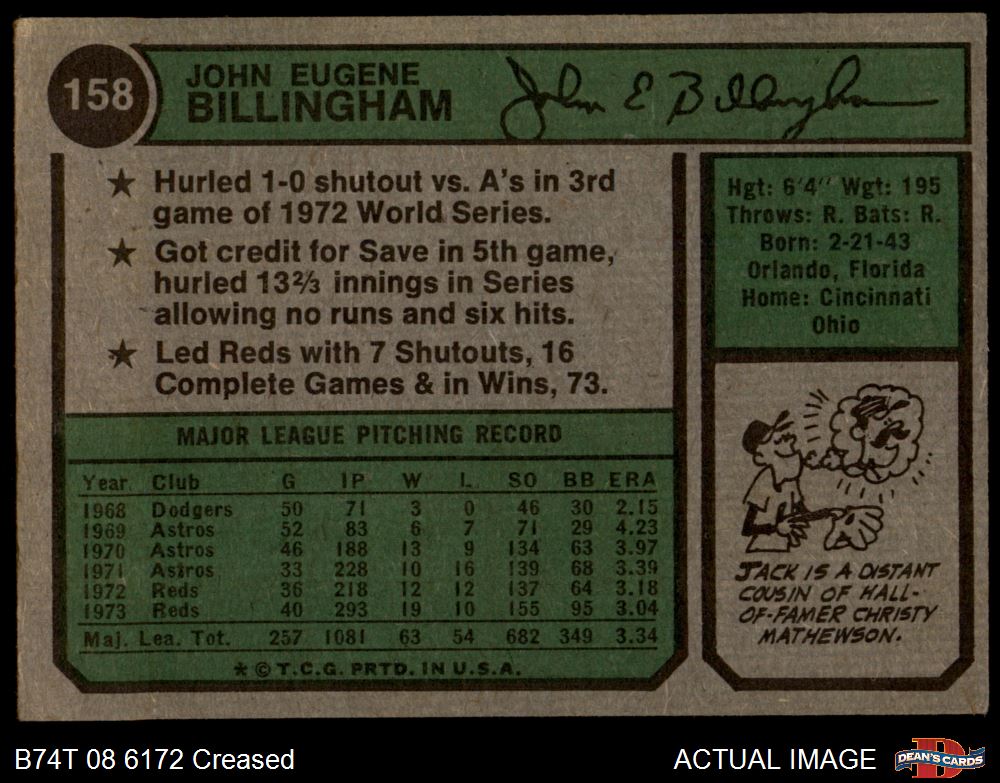 158
JOHN EUGENE
BILLINGHAM
John E Billingham
★ Hurled 1-0 shutout vs. A's in 3rd
game of 1972 World Series.
★ Got credit for Save in 5th game,
hurled 13⅔ innings in Series
allowing no runs and six hits.
★ Led Reds with 7 Shutouts, 16
Complete Games & in Wins, 73.
Hgt: 6'4" Wgt: 195
Throws: R. Bats: R.
Born: 2-21-43
Orlando, Florida
Home: Cincinnati
Ohio
MAJOR LEAGUE PITCHING RECORD
Year Club G IP W L SO BB ERA
1968 Dodgers 50 71 3 0 46 30 2.15
1969 Astros 52 83 6 7 71 29 4.23
1970 Astros 46 188 13 9 134 63 3.97
1971 Astros 33 228 10 16 139 68 3.39
1972 Reds 36 218 12 12 137 64 3.18
1973 Reds 40 293 19 10 155 95 3.04
Maj. Lea. Tot. 257 1081 63 54 682 349 3.34
★ © T.C.G. PRTD. IN U.S.A.
JACK IS A DISTANT
COUSIN OF HALL-
OF-FAMER CHRISTY
MATHEWSON.
B74T 08 6172 Creased
ACTUAL IMAGE
D
DEAN'S CARDS